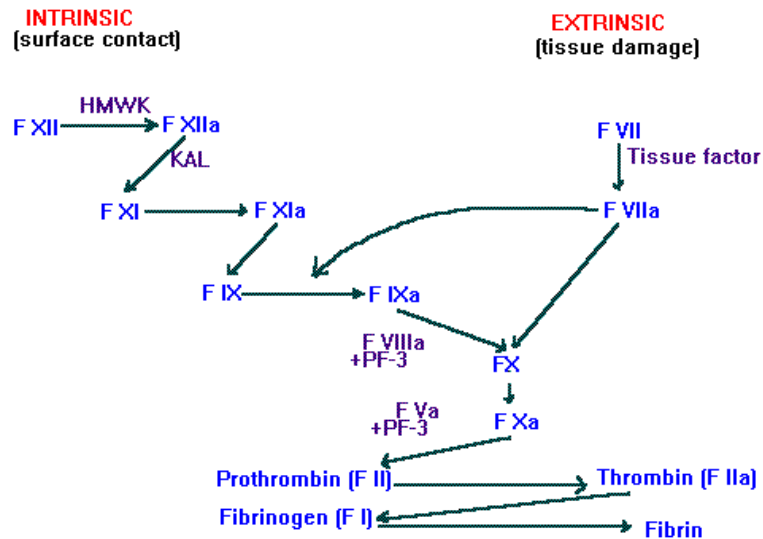 INTRINSIC
(surface contact)
EXTRINSIC
(tissue damage)
HMWK
F XII
F XIIa
KAL
F VII
Tissue factor
F XI
F XIa
F VIIa
F IX
F IXa
F VIIIa
+PF-3
FX
F Va
+PF-3
F Xa
Prothrombin (F II)
Thrombin (F IIa)
Fibrinogen (F I)
Fibrin